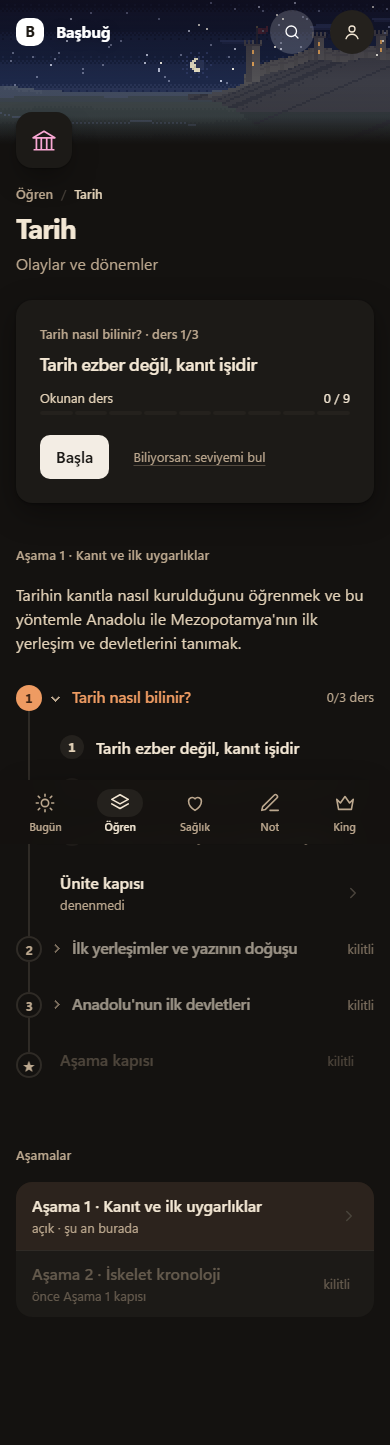 B Başbuğ
Öğren / Tarih
Tarih
Olaylar ve dönemler
Tarih nasıl bilinir? · ders 1/3
Tarih ezber değil, kanıt işidir
Okunan ders 0 / 9
Başla Biliyorsan: seviyemi bul
Aşama 1 · Kanıt ve ilk uygarlıklar
Tarihin kanıtla nasıl kurulduğunu öğrenmek ve bu
yöntemle Anadolu ile Mezopotamya'nın ilk
yerleşim ve devletlerini tanımak.
1 Tarih nasıl bilinir? 0/3 ders
1 Tarih ezber değil, kanıt işidir
Bugün Öğren Sağlık Not King
Ünite kapısı
denenmedi
2 İlk yerleşimler ve yazının doğuşu kilitli
3 Anadolu'nun ilk devletleri kilitli
Aşama kapısı kilitli
Aşamalar
Aşama 1 · Kanıt ve ilk uygarlıklar
açık · şu an burada
Aşama 2 · İskelet kronoloji kilitli
önce Aşama 1 kapısı